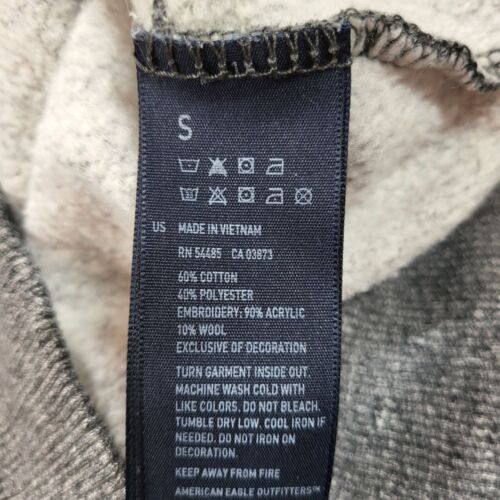 S
US MADE IN VIETNAM
RN 54485 CA 03873
60% COTTON
40% POLYESTER
EMBROIDERY: 90% ACRYLIC
10% WOOL
EXCLUSIVE OF DECORATION
TURN GARMENT INSIDE OUT.
MACHINE WASH COLD WITH
LIKE COLORS. DO NOT BLEACH.
TUMBLE DRY LOW. COOL IRON IF
NEEDED. DO NOT IRON ON
DECORATION.
KEEP AWAY FROM FIRE
AMERICAN EAGLE OUTFITTERS™